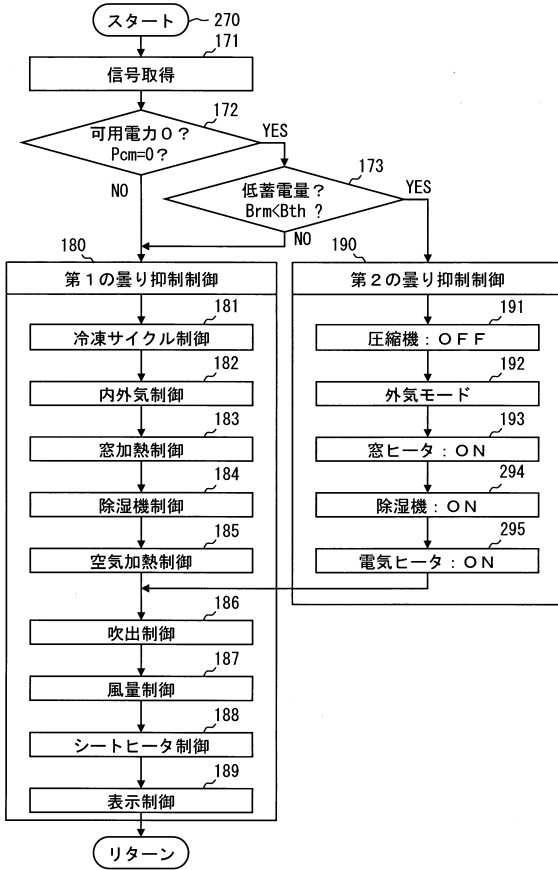 スタート
270
171
信号取得
172
可用電力０？
Pcm=0？
YES
NO
173
低蓄電量？
Brm<Bth ？
YES
NO
180
第１の曇り抑制制御
181
冷凍サイクル制御
182
内外気制御
183
窓加熱制御
184
除湿機制御
185
空気加熱制御
186
吹出制御
187
風量制御
188
シートヒータ制御
189
表示制御
リターン
190
第２の曇り抑制制御
191
圧縮機：ＯＦＦ
192
外気モード
193
窓ヒータ：ＯＮ
294
除湿機：ＯＮ
295
電気ヒータ：ＯＮ